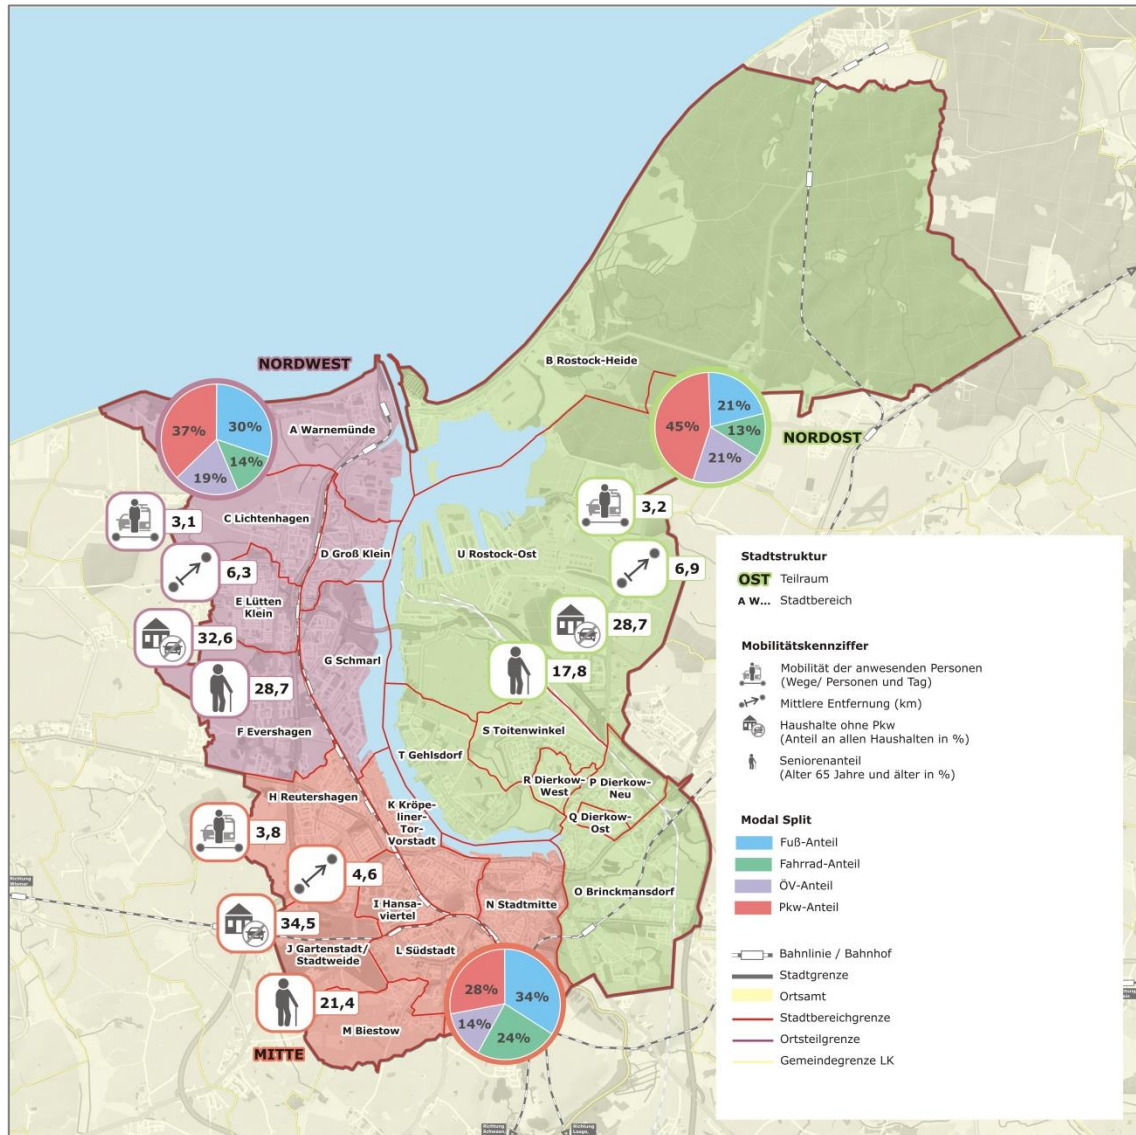 NORDWEST
B Rostock-Heide
37%
30%
14%
19%
A Warnemünde
45%
21%
13%
21%
NORDOST
3,1
C Lichtenhagen
D Groß Klein
6,3
E Lütten
Klein
32,6
28,7
G Schmarl
F Evershagen
3,2
U Rostock-Ost
6,9
28,7
17,8
S Toitenwinkel
T Gehlsdorf
R Dierkow-
West
P Dierkow-
Neu
Q Dierkow-
Ost
O Brinckmansdorf
H Reutershagen
K Kröpe-
liner-
Tor-
Vorstadt
3,8
4,6
I Hansa-
viertel
N Stadtmitte
34,5
J Gartenstadt/
Stadtweide
L Südstadt
21,4
M Biestow
MITTE
28%
34%
14%
24%
Stadtstruktur
OST Teilraum
A W... Stadtbereich
Mobilitätskennziffer
Mobilität der anwesenden Personen
(Wege/ Personen und Tag)
Mittlere Entfernung (km)
Haushalte ohne Pkw
(Anteil an allen Haushalten in %)
Seniorenanteil
(Alter 65 Jahre und älter in %)
Modal Split
Fuß-Anteil
Fahrrad-Anteil
ÖV-Anteil
Pkw-Anteil
Bahnlinie / Bahnhof
Stadtgrenze
Ortsamt
Stadtbereichgrenze
Ortsteilgrenze
Gemeindegrenze LK
Richtung
Wismar
Richtung
Schwaan,
Richtung
Laage,